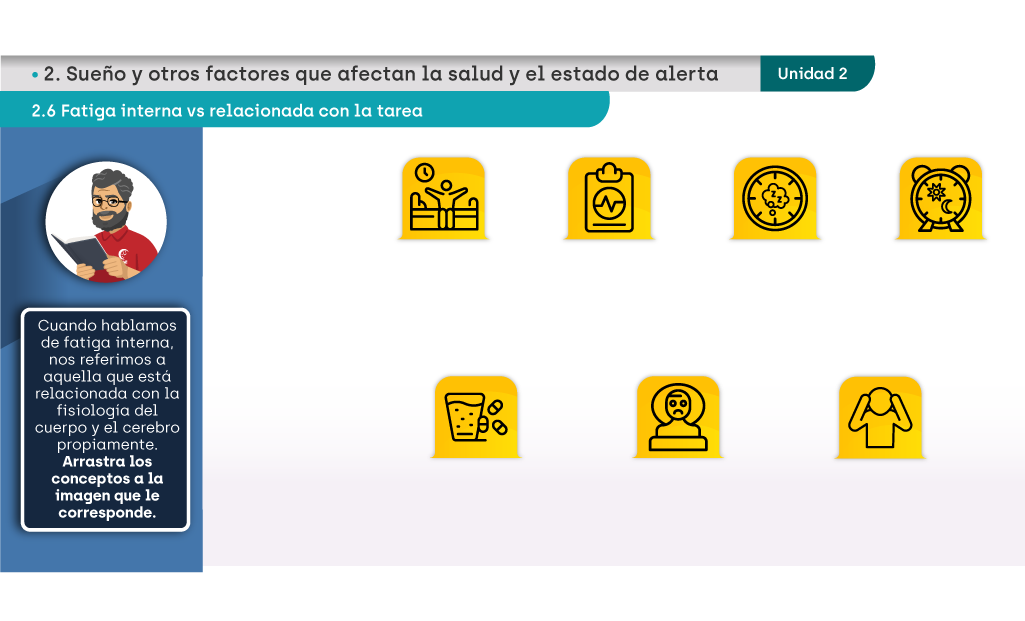 • 2. Sueño y otros factores que afectan la salud y el estado de alerta
Unidad 2
2.6 Fatiga interna vs relacionada con la tarea
Cuando hablamos
de fatiga interna,
nos referimos a
aquella que está
relacionada con la
fisiología del
cuerpo y el cerebro
propiamente.
Arrastra los
conceptos a la
imagen que le
corresponde.
z z
z